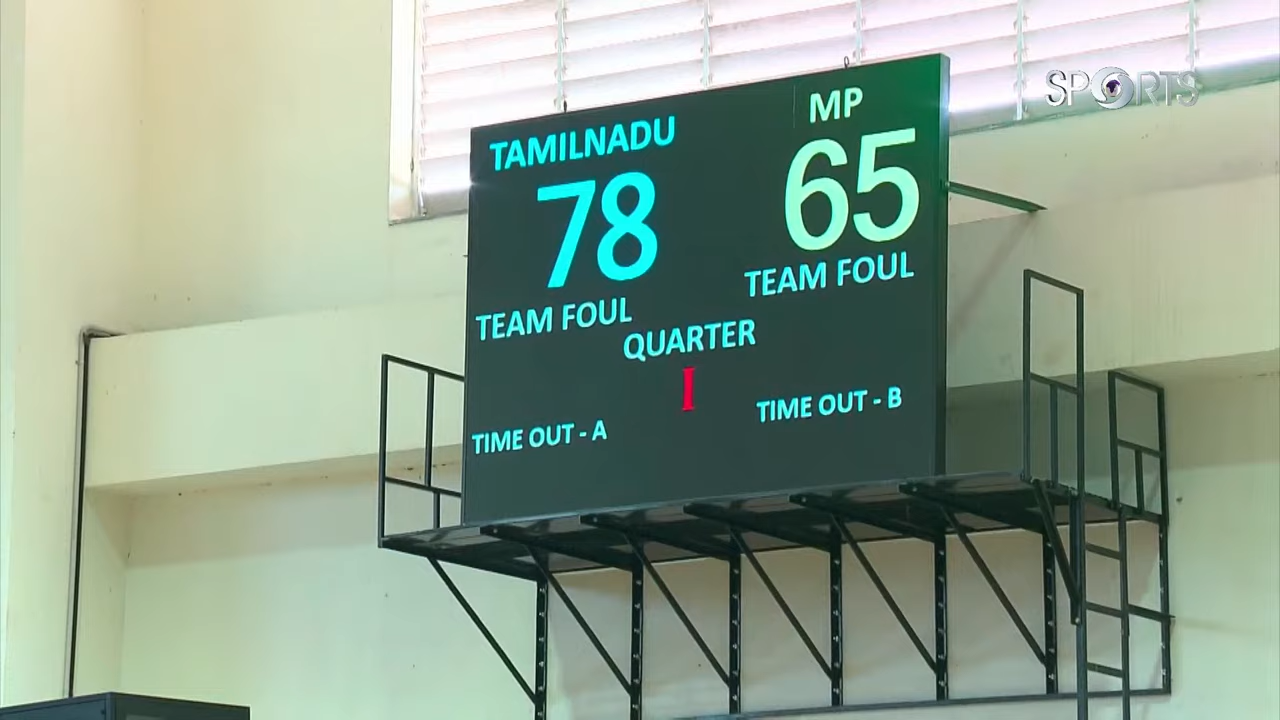 SPORTS
TAMILNADU
MP
78
65
TEAM FOUL
TEAM FOUL
QUARTER
I
TIME OUT - A
TIME OUT - B